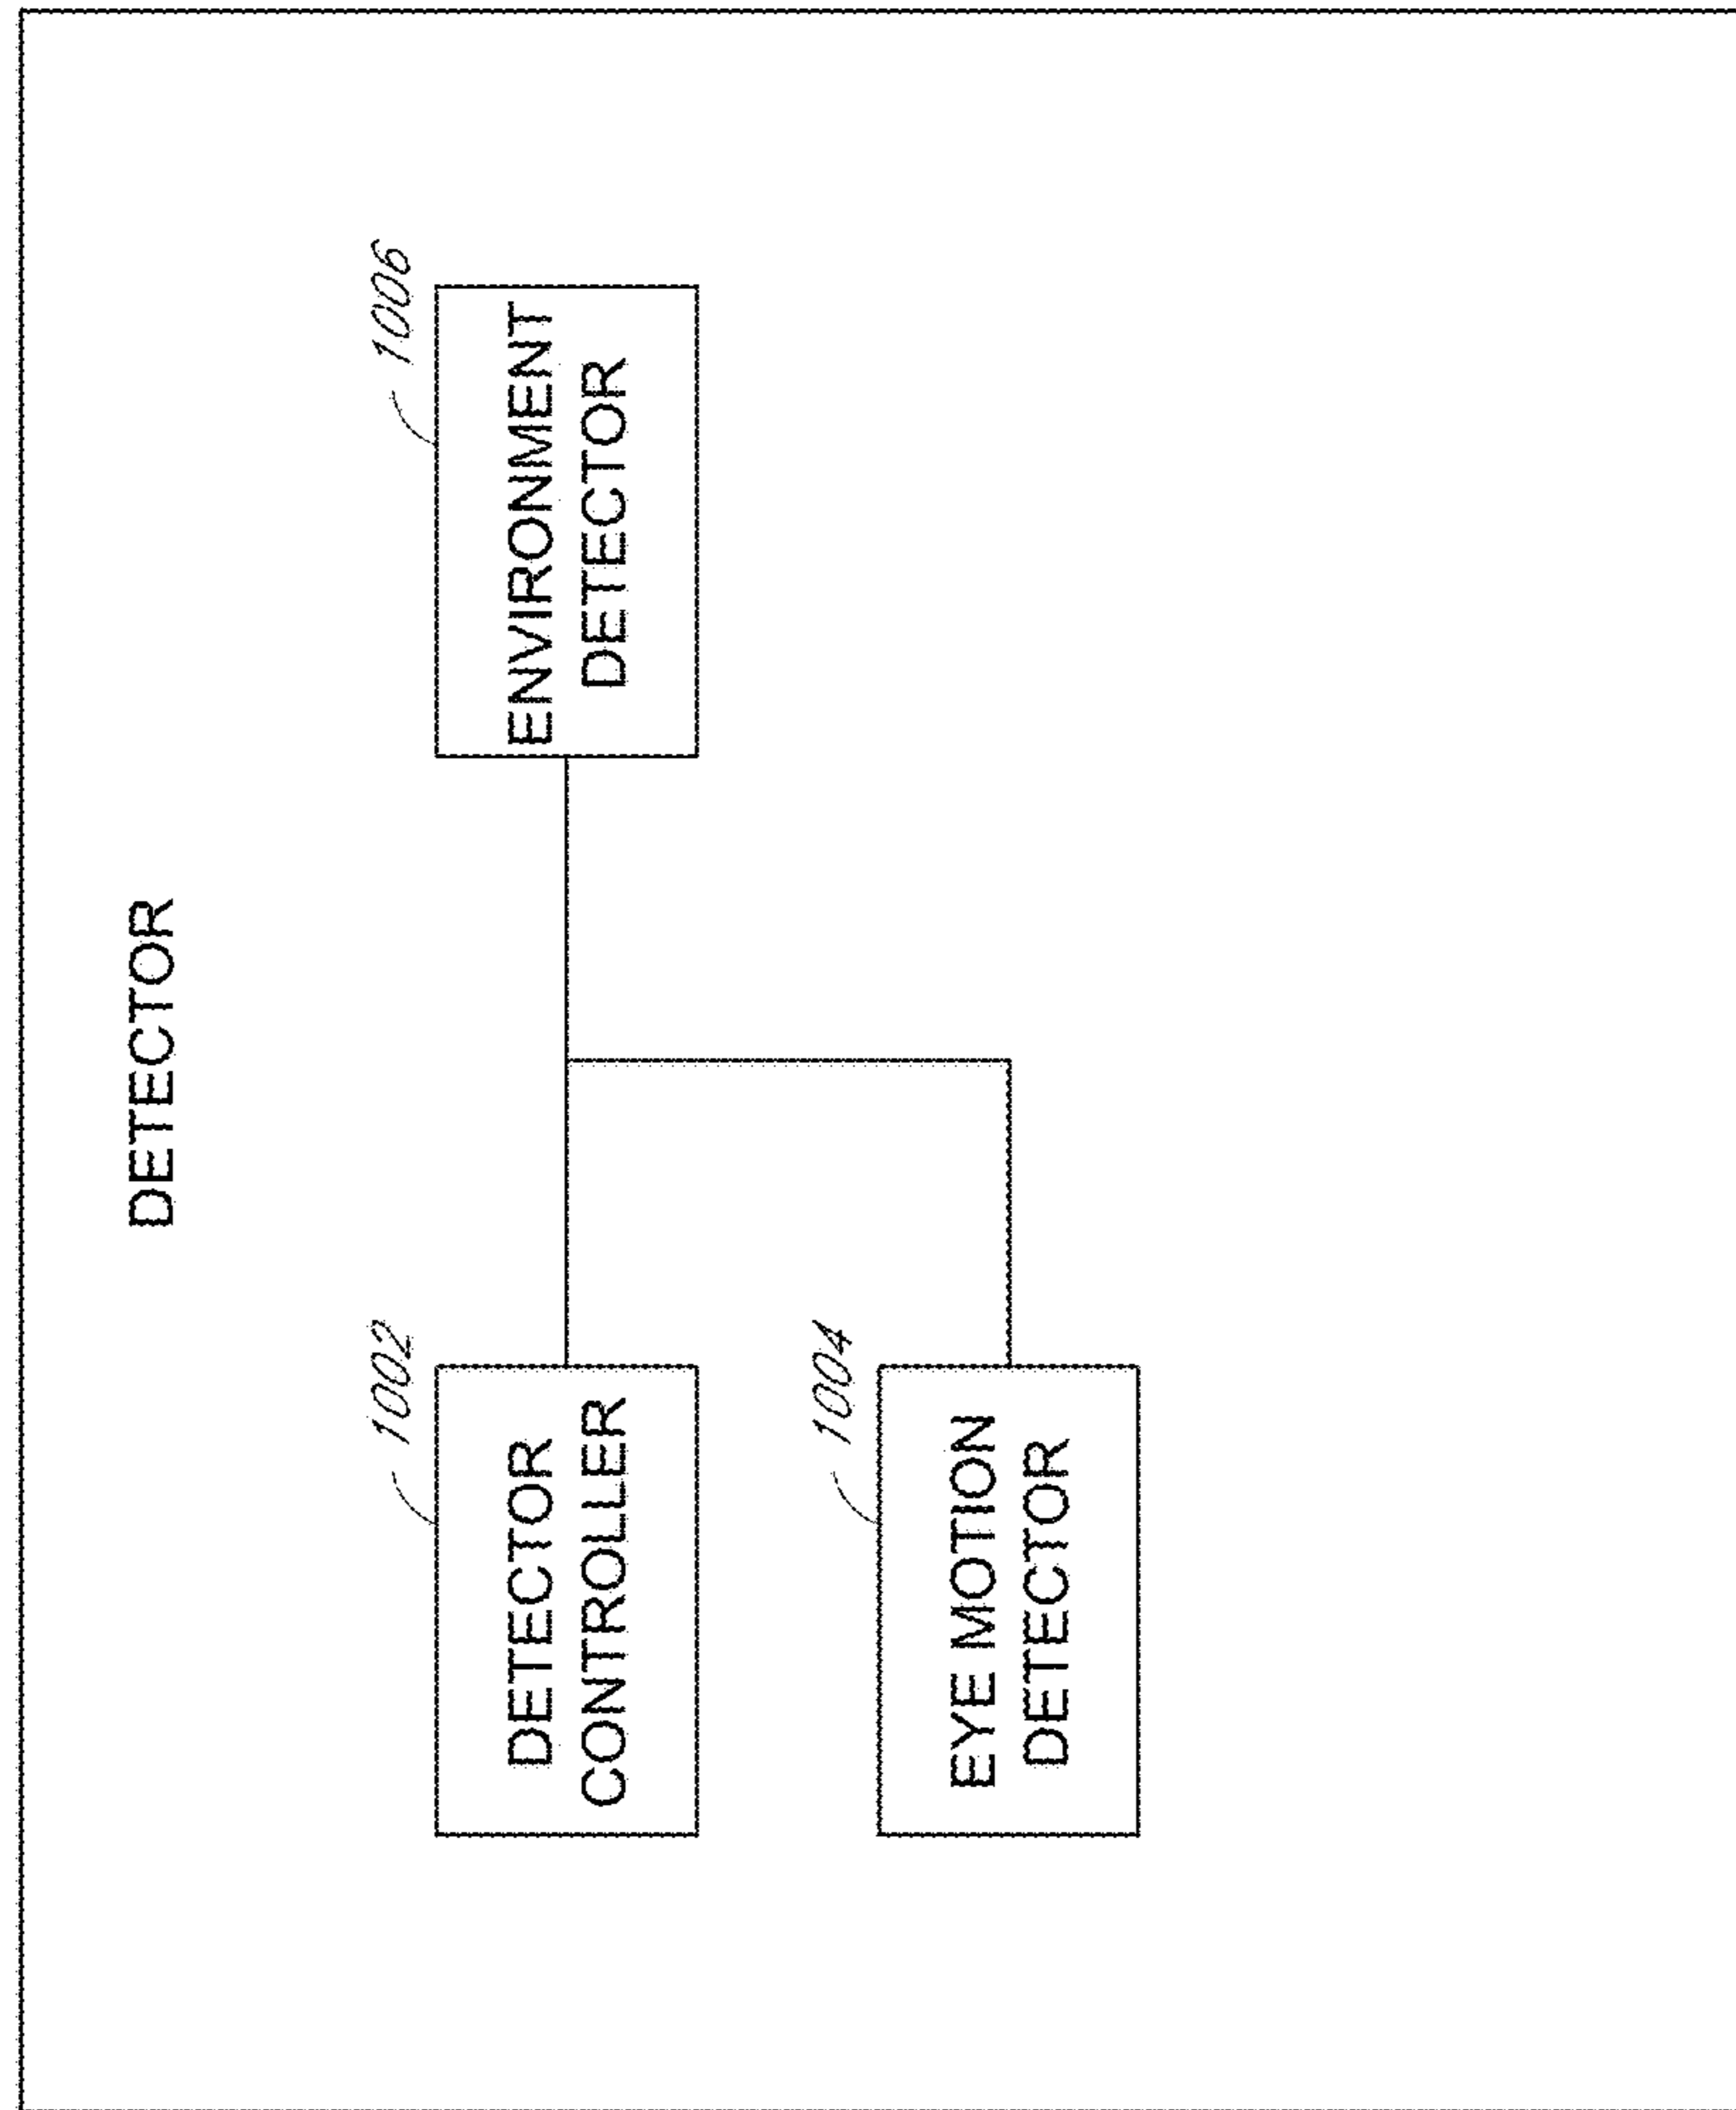 DETECTOR
1002
DETECTOR
CONTROLLER
1006
ENVIRONMENT
DETECTOR
1004
EYE MOTION
DETECTOR